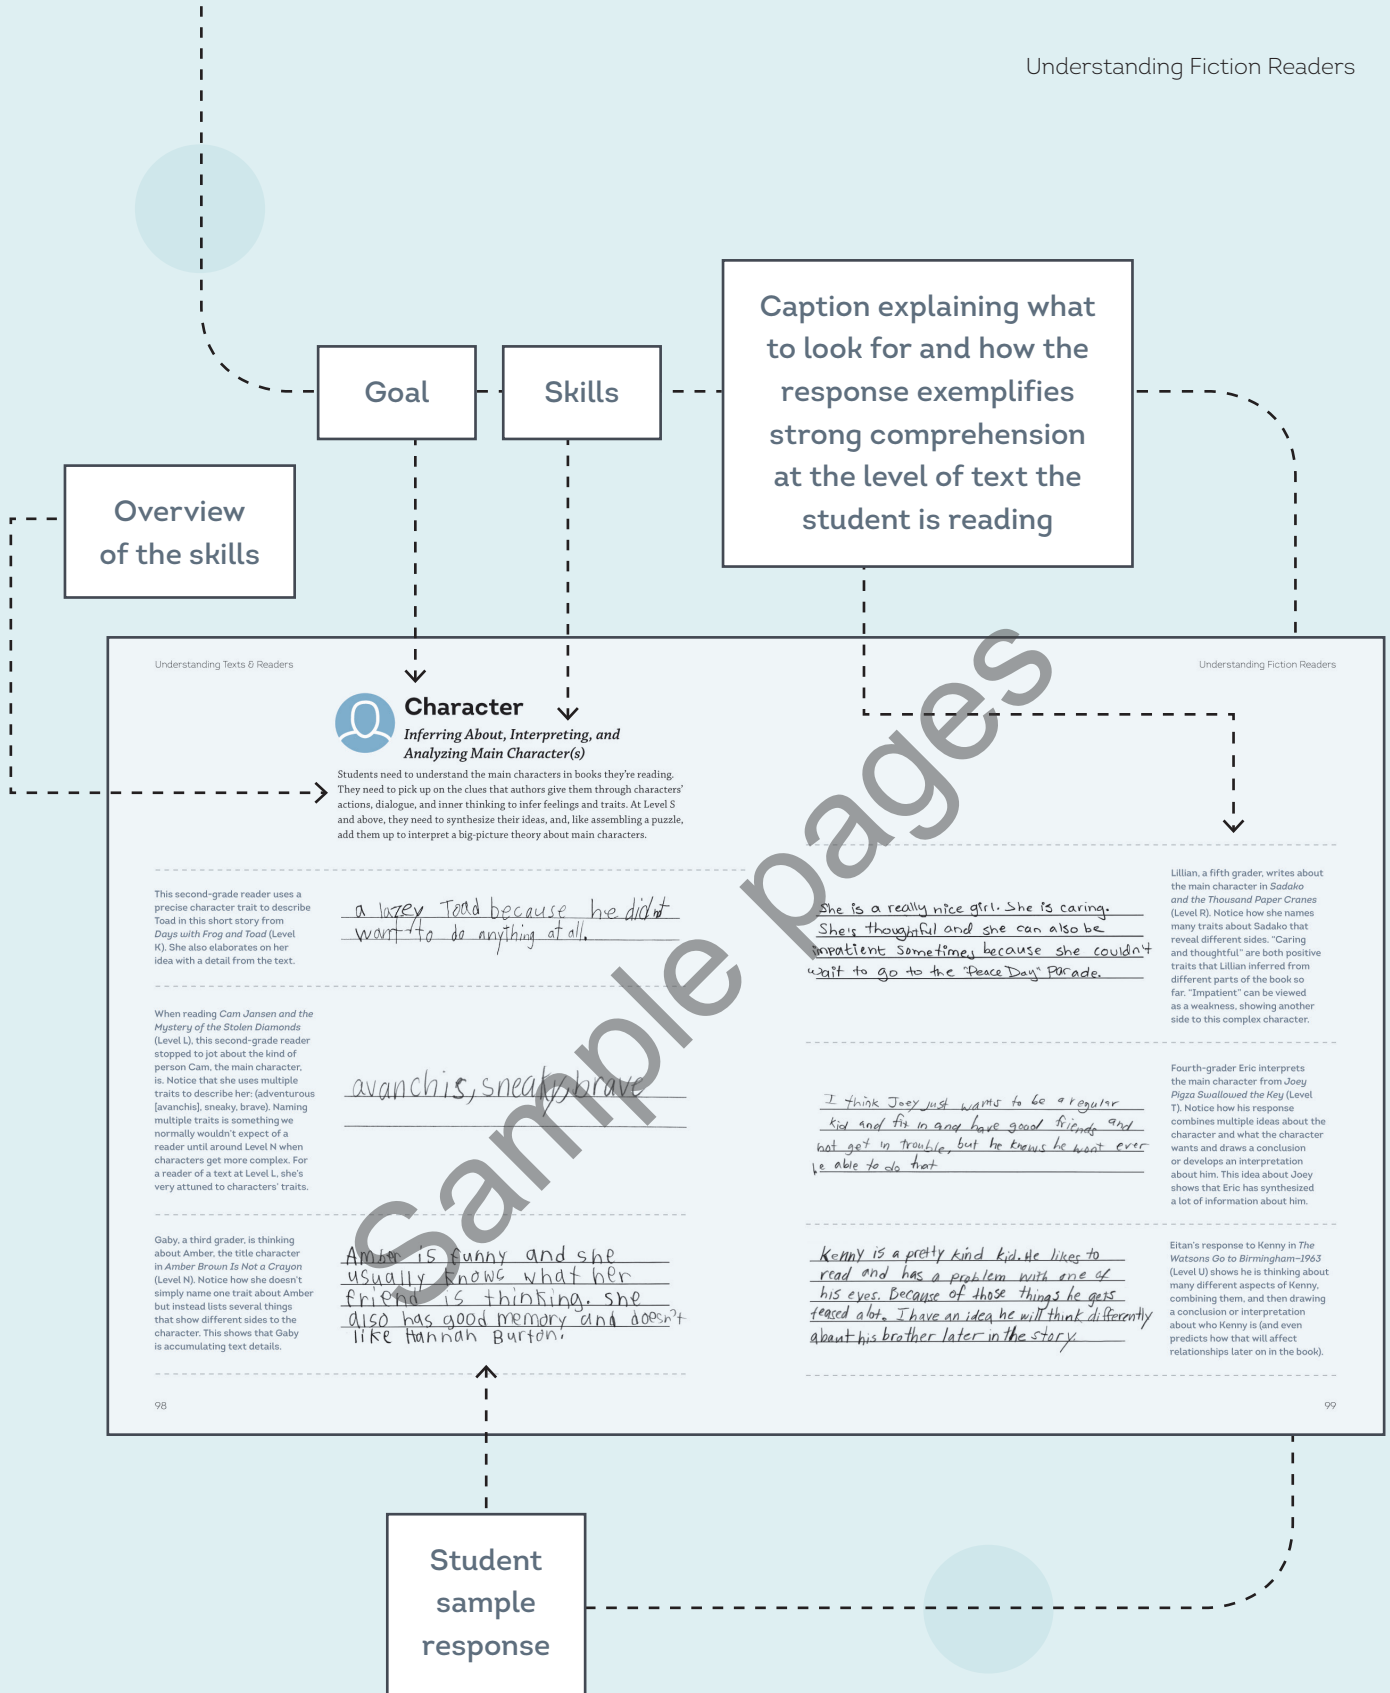 Understanding Fiction Readers
Caption explaining what
to look for and how the
response exemplifies
strong comprehension
at the level of text the
student is reading
Goal
Skills
Overview
of the skills
Understanding Texts & Readers
Understanding Fiction Readers
Character
Inferring About, Interpreting, and
Analyzing Main Character(s)
Students need to understand the main characters in books they're reading.
They need to pick up on the clues that authors give them through characters'
actions, dialogue, and inner thinking to infer feelings and traits. At Level S
and above, they need to synthesize their ideas, and, like assembling a puzzle,
add them up to interpret a big-picture theory about main characters.
This second-grade reader uses a
precise character trait to describe
Toad in this short story from
Days with Frog and Toad (Level
K). She also elaborates on her
idea with a detail from the text.
a lazey Toad because he didnt
want to do anything at all.
When reading Cam Jansen and the
Mystery of the Stolen Diamonds
(Level L), this second-grade reader
stopped to jot about the kind of
person Cam, the main character,
is. Notice that she uses multiple
traits to describe her: (adventurous
[avanchis], sneaky, brave). Naming
multiple traits is something we
normally wouldn't expect of a
reader until around Level N when
characters get more complex. For
a reader of a text at Level L, she's
very attuned to characters' traits.
avanchis, sneaky, brave
Gaby, a third grader, is thinking
about Amber, the title character
in Amber Brown Is Not a Crayon
(Level N). Notice how she doesn't
simply name one trait about Amber
but instead lists several things
that show different sides to the
character. This shows that Gaby
is accumulating text details.
Amber is funny and she
usually knows what her
friend is thinking. she
also has good memory and doesn't
like Hannah Burton.
98
She is a really nice girl. She is caring.
She's thoughtful and she can also be
impatient sometimes because she couldn't
wait to go to the "Peace Day" Parade.
Lillian, a fifth grader, writes about
the main character in Sadako
and the Thousand Paper Cranes
(Level R). Notice how she names
many traits about Sadako that
reveal different sides. "Caring
and thoughtful" are both positive
traits that Lillian inferred from
different parts of the book so
far. "Impatient" can be viewed
as a weakness, showing another
side to this complex character.
I think Joey just wants to be a regular
kid and fit in and have good friends and
not get in trouble, but he knows he wont ever
be able to do that
Fourth-grader Eric interprets
the main character from Joey
Pigza Swallowed the Key (Level
T). Notice how his response
combines multiple ideas about the
character and what the character
wants and draws a conclusion
or develops an interpretation
about him. This idea about Joey
shows that Eric has synthesized
a lot of information about him.
Kenny is a pretty kind kid. He likes to
read and has a problem with one of
his eyes. Because of those things he gets
teased alot. I have an idea he will think differently
about his brother later in the story.
Eitan's response to Kenny in The
Watsons Go to Birmingham–1963
(Level U) shows he is thinking about
many different aspects of Kenny,
combining them, and then drawing
a conclusion or interpretation
about who Kenny is (and even
predicts how that will affect
relationships later on in the book).
99
Sample pages
Student
sample
response